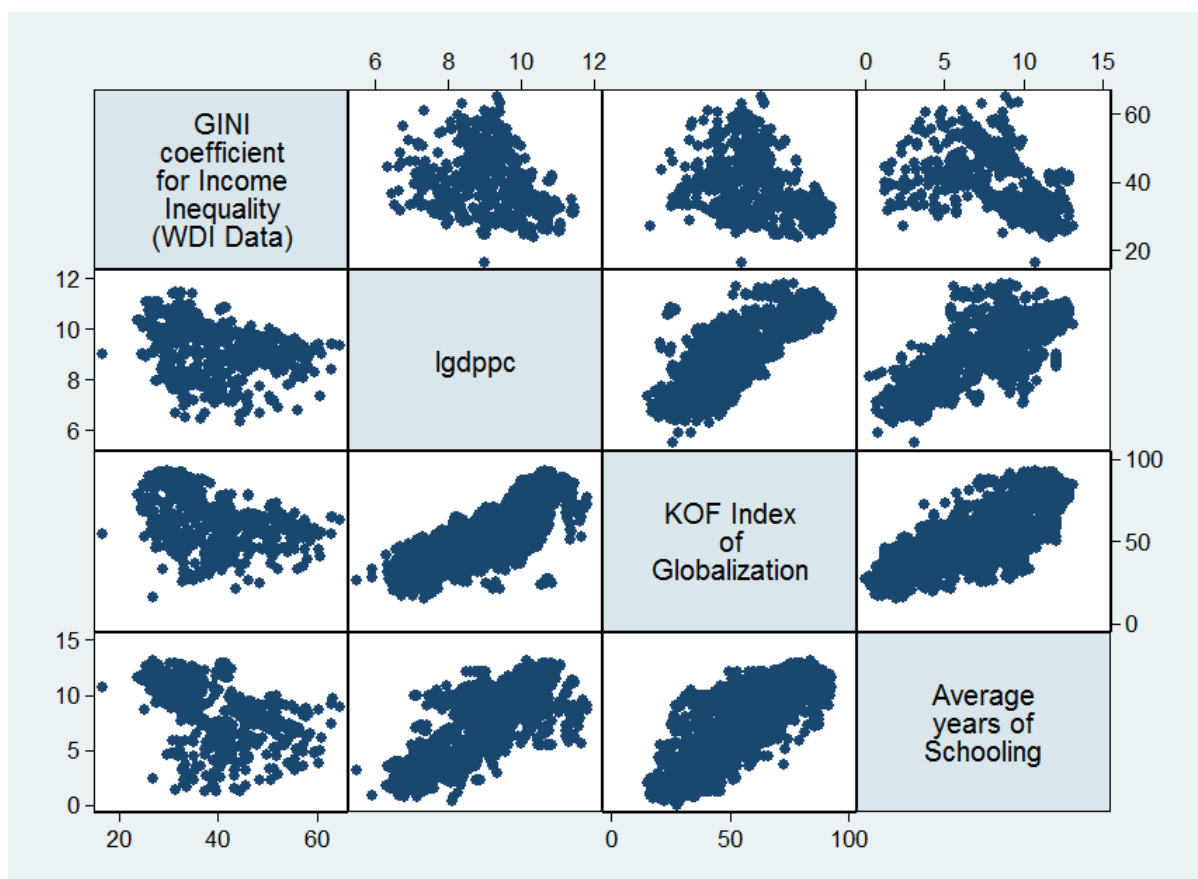 6 8 10 12 0 5 10 15
GINI
coefficient
for Income
Inequality
(WDI Data)
60
40
20
12
10
8
6
lgdppc
KOF Index
of
Globalization
100
50
0
15
10
5
0
Average
years of
Schooling
20 40 60 0 50 100